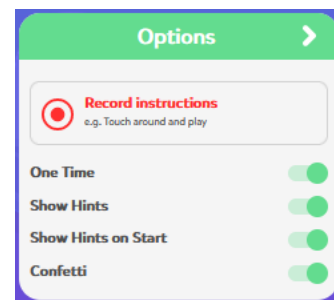 Options
Record instructions
e.g. Touch around and play
One Time
Show Hints
Show Hints on Start
Confetti